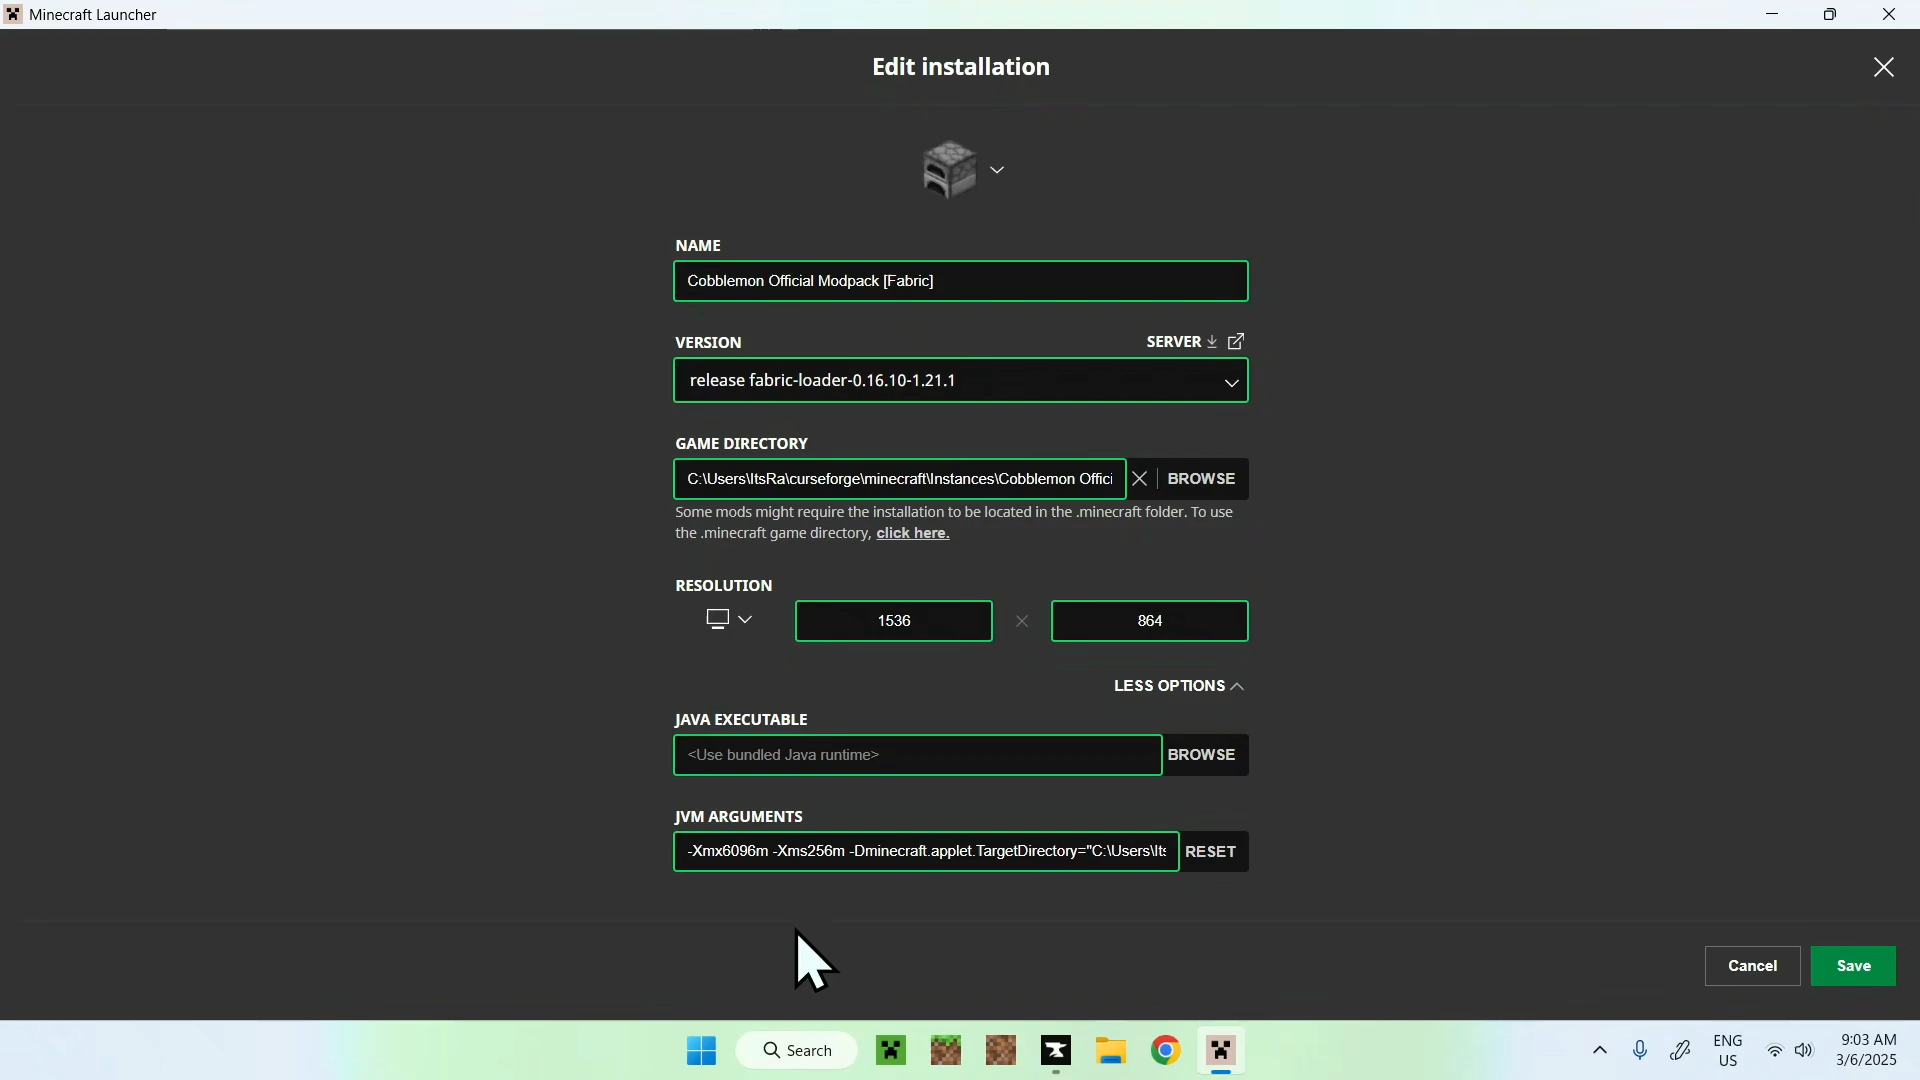 Minecraft Launcher
Edit installation
NAME
Cobblemon Official Modpack [Fabric]
VERSION
SERVER
release fabric-loader-0.16.10-1.21.1
GAME DIRECTORY
C:\Users\ItsRa\curseforge\minecraft\Instances\Cobblemon Offici
BROWSE
Some mods might require the installation to be located in the .minecraft folder. To use
the .minecraft game directory, click here.
RESOLUTION
1536
864
LESS OPTIONS
JAVA EXECUTABLE
<Use bundled Java runtime>
BROWSE
JVM ARGUMENTS
-Xmx6096m -Xms256m -Dminecraft.applet.TargetDirectory="C:\Users\Its
RESET
Cancel
Save
Search
ENG
US
9:03 AM
3/6/2025